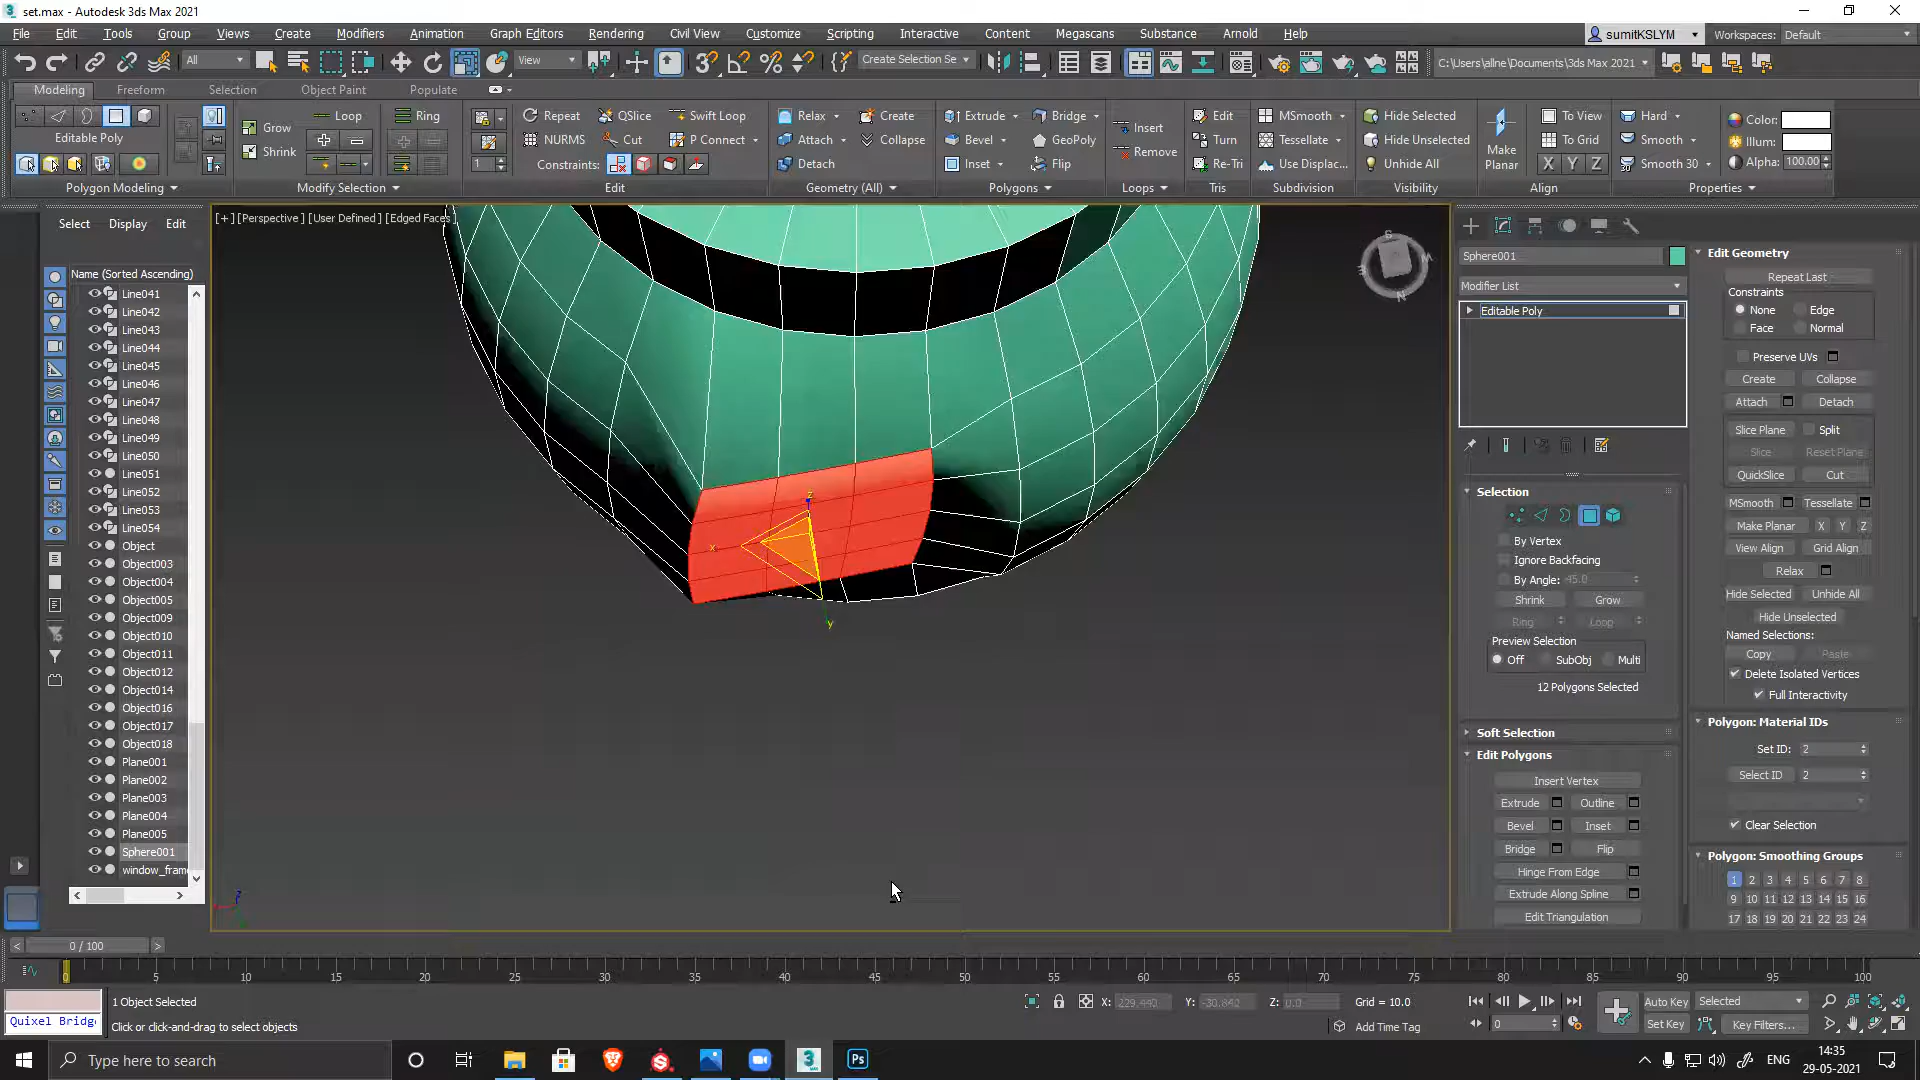 set.max - Autodesk 3ds Max 2021
File Edit Tools Group Views Create Modifiers Animation Graph Editors Rendering Civil View Customize Scripting Interactive Content Megascans Substance Arnold Help sumitKSLYM Workspaces: Default
All View Create Selection Se C:\Users\allne\Documents\3ds Max 2021
Modeling Freeform Selection Object Paint Populate
Loop Ring Repeat QSlice Swift Loop Relax Create Extrude Bridge Insert Edit MSmooth Hide Selected To View Hard Color:
Editable Poly Grow NURMS Cut P Connect Attach Collapse Bevel GeoPoly Remove Turn Tessellate Hide Unselected Make Planar To Grid Smooth Illum:
Shrink 1 Constraints: Detach Inset Flip Re-Tri Use Displac... Unhide All X Y Z Smooth 30 Alpha: 100.00
Polygon Modeling Modify Selection Edit Geometry (All) Polygons Loops Tris Subdivision Visibility Align Properties
Select Display Edit
[+] [Perspective] [User Defined] [Edged Faces]
Name (Sorted Ascending)
Line041
Line042
Line043
Line044
Line045
Line046
Line047
Line048
Line049
Line050
Line051
Line052
Line053
Line054
Object
Object003
Object004
Object005
Object009
Object010
Object011
Object012
Object014
Object016
Object017
Object018
Plane001
Plane002
Plane003
Plane004
Plane005
Sphere001
window_fram
S
N
x
z
y
Sphere001
Modifier List
Editable Poly
Selection
By Vertex
Ignore Backfacing
By Angle: 45.0
Shrink Grow
Ring Loop
Preview Selection
Off SubObj Multi
12 Polygons Selected
Soft Selection
Edit Polygons
Insert Vertex
Extrude Outline
Bevel Inset
Bridge Flip
Hinge From Edge
Extrude Along Spline
Edit Triangulation
Edit Geometry
Repeat Last
Constraints
None Edge
Face Normal
Preserve UVs
Create Collapse
Attach Detach
Slice Plane Split
Slice Reset Plane
QuickSlice Cut
MSmooth Tessellate
Make Planar X Y Z
View Align Grid Align
Relax
Hide Selected Unhide All
Hide Unselected
Named Selections:
Copy Paste
Delete Isolated Vertices
Full Interactivity
Polygon: Material IDs
Set ID: 2
Select ID 2
Clear Selection
Polygon: Smoothing Groups
1 2 3 4 5 6 7 8
9 10 11 12 13 14 15 16
17 18 19 20 21 22 23 24
< 0 / 100 >
0 5 10 15 20 25 30 35 40 45 50 55 60 65 70 75 80 85 90 95 100
1 Object Selected X: 229.440 Y: -30.842 Z: 0.0 Grid = 10.0 Auto Key Selected
Quixel Bridg Click or click-and-drag to select objects Add Time Tag 0 Set Key Key Filters...
Type here to search Ps ENG 14:35
29-05-2021